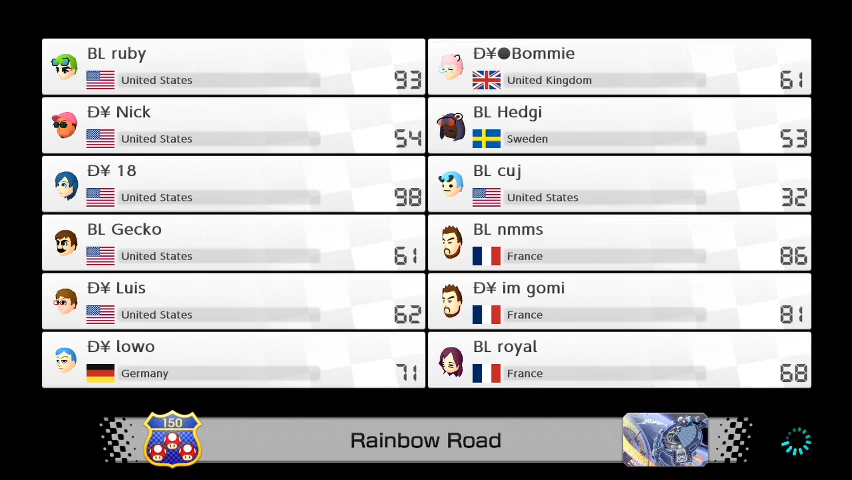 BL ruby
United States
93
Ð¥●Bommie
United Kingdom
61
Ð¥ Nick
United States
54
BL Hedgi
Sweden
53
Ð¥ 18
United States
98
BL cuj
United States
32
BL Gecko
United States
61
BL nmms
France
86
Ð¥ Luis
United States
62
Ð¥ im gomi
France
81
Ð¥ lowo
Germany
71
BL royal
France
68
150
Rainbow Road